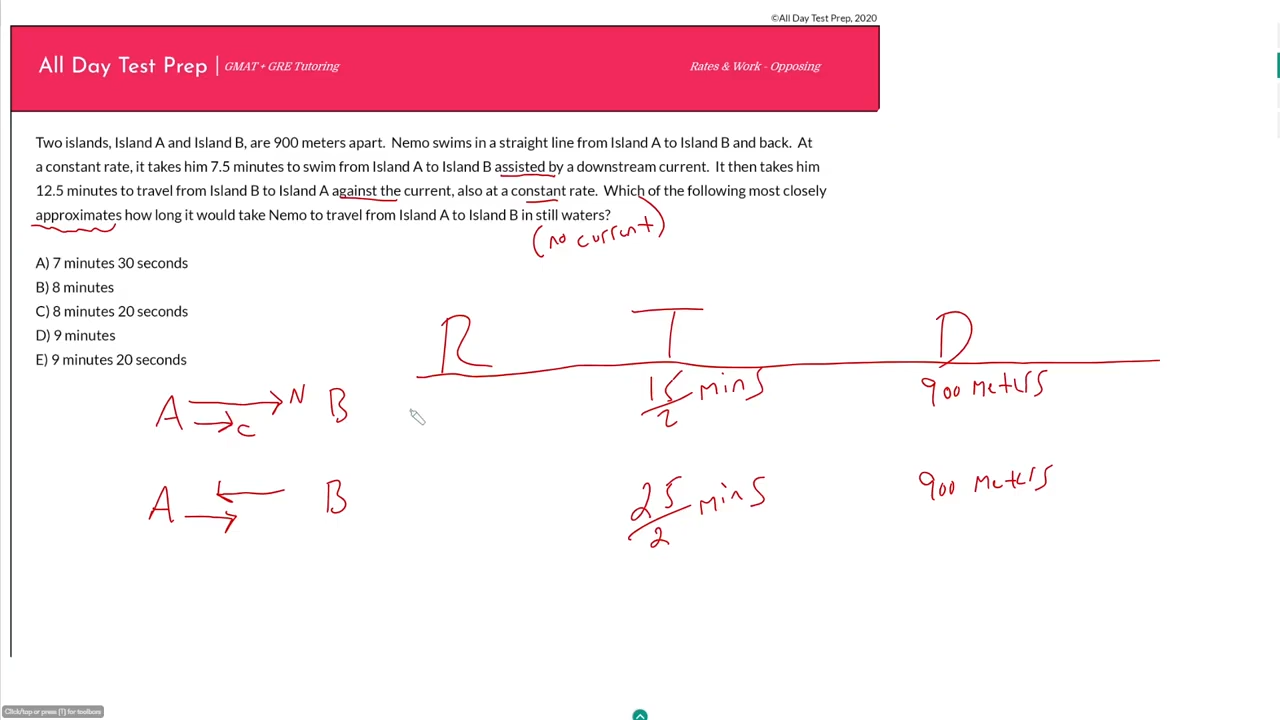 ©All Day Test Prep, 2020
All Day Test Prep | GMAT + GRE Tutoring
Rates & Work - Opposing
Two islands, Island A and Island B, are 900 meters apart. Nemo swims in a straight line from Island A to Island B and back. At
a constant rate, it takes him 7.5 minutes to swim from Island A to Island B assisted by a downstream current. It then takes him
12.5 minutes to travel from Island B to Island A against the current, also at a constant rate. Which of the following most closely
approximates how long it would take Nemo to travel from Island A to Island B in still waters?
(no current)
A) 7 minutes 30 seconds
B) 8 minutes
C) 8 minutes 20 seconds
D) 9 minutes
E) 9 minutes 20 seconds
R T D
A N B
C
15/2 mins 900 Meters
A B
25/2 mins 900 Meters
Click/tap or press [T] for toolbars